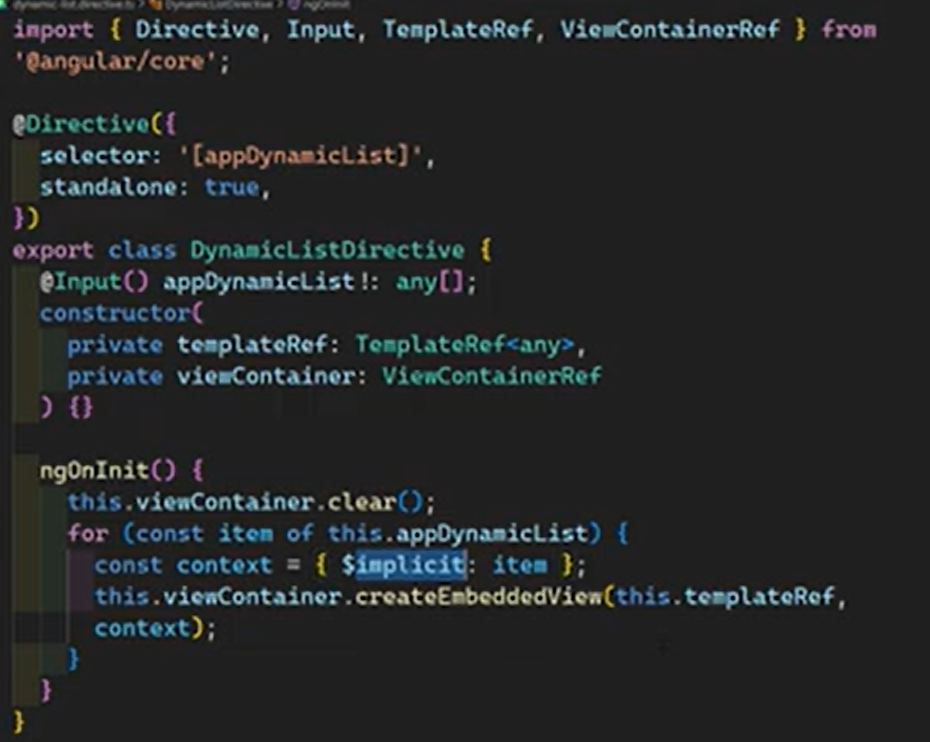 dynamic-list.directive.ts > DynamicListDirective > ngOnInit
import { Directive, Input, TemplateRef, ViewContainerRef } from
'@angular/core';
@Directive({
selector: '[appDynamicList]',
standalone: true,
})
export class DynamicListDirective {
@Input() appDynamicList!: any[];
constructor(
private templateRef: TemplateRef<any>,
private viewContainer: ViewContainerRef
) {}
ngOnInit() {
this.viewContainer.clear();
for (const item of this.appDynamicList) {
const context = { $implicit: item };
this.viewContainer.createEmbeddedView(this.templateRef,
context);
}
}
}